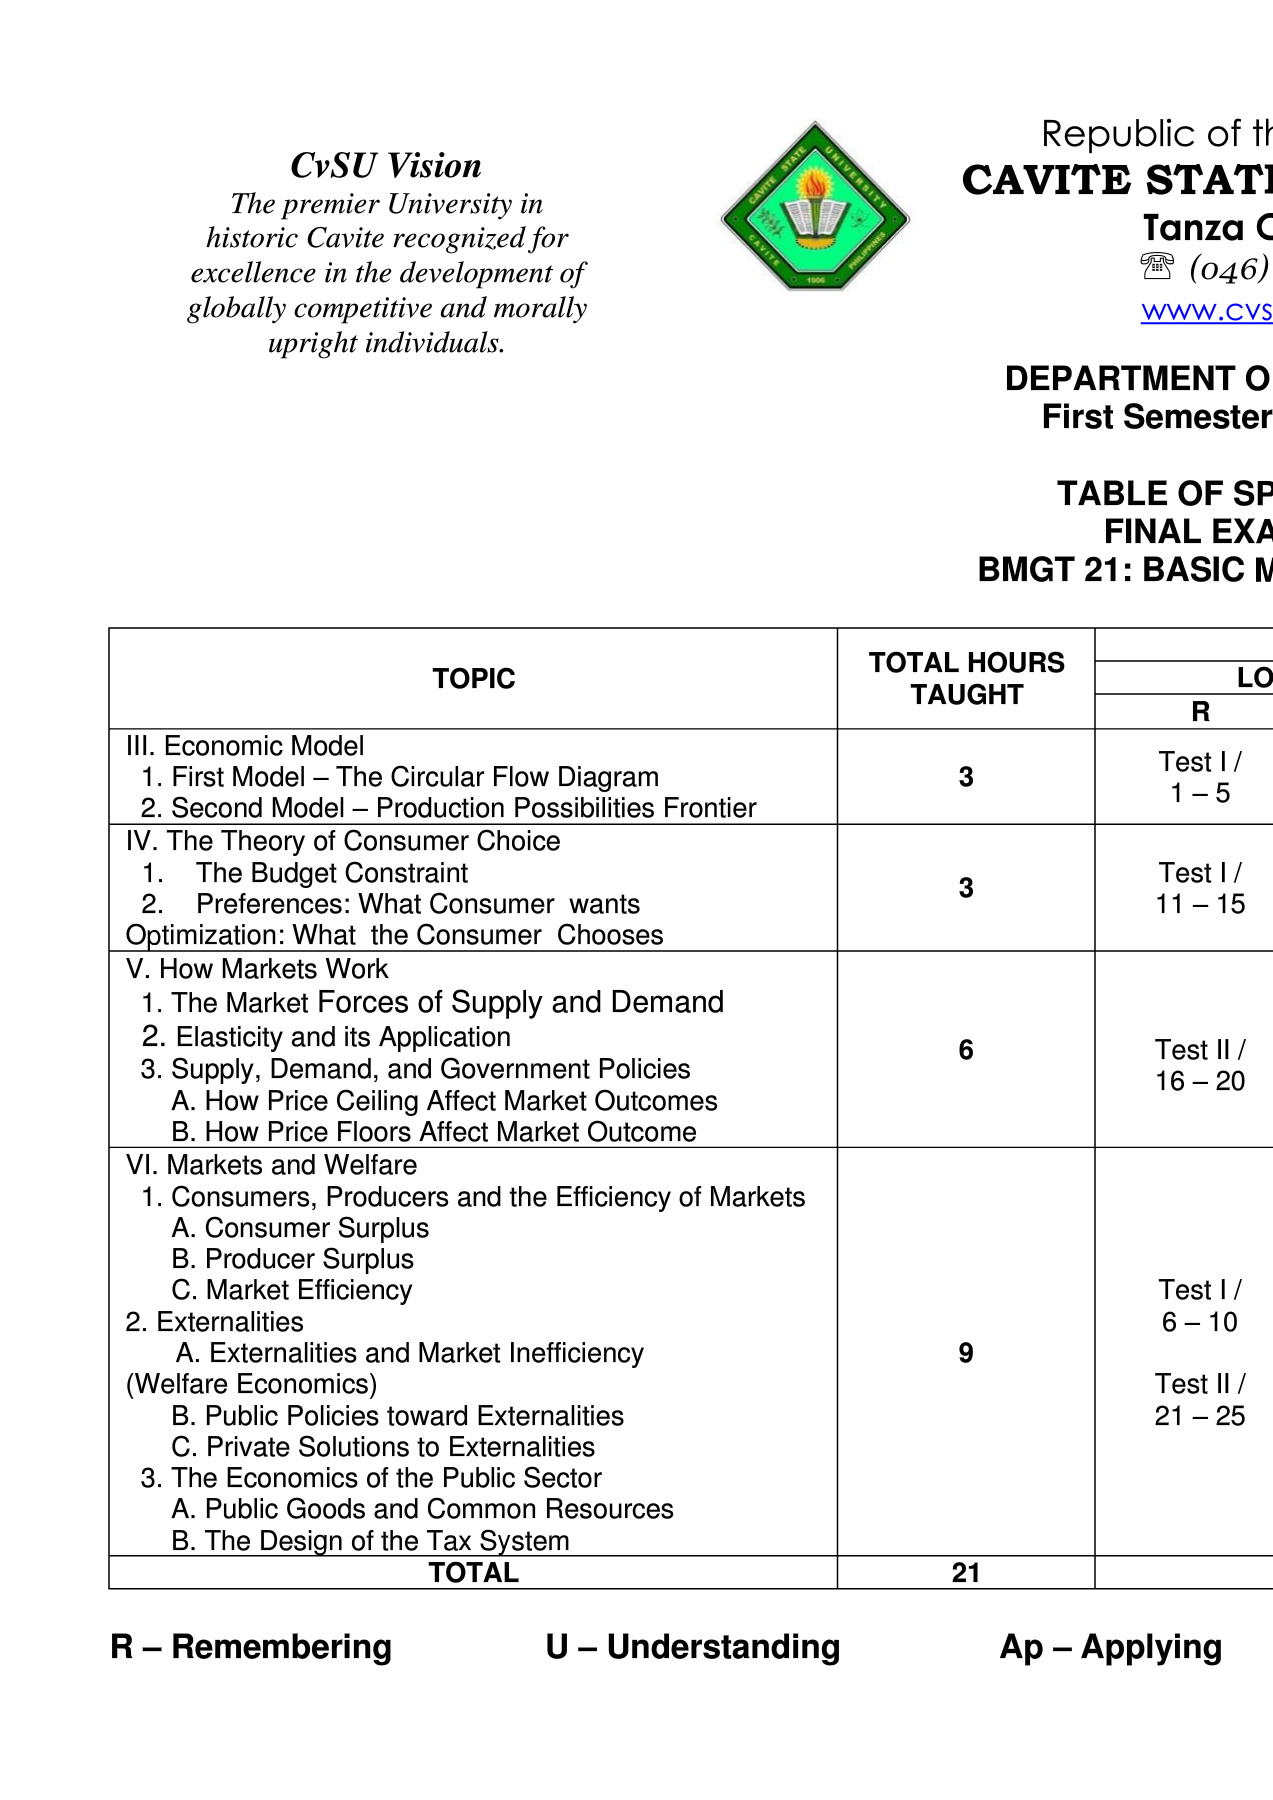 CvSU Vision
The premier University in
historic Cavite recognized for
excellence in the development of
globally competitive and morally
upright individuals.
CAVITE STATE UNIVERSITY
CAVITE PHILIPPINES
1906
Republic of th
CAVITE STATE
Tanza C
(046)
www.cvs
DEPARTMENT O
First Semester
TABLE OF SP
FINAL EXA
BMGT 21: BASIC M
TOPIC
TOTAL HOURS
TAUGHT
LO
R
III. Economic Model
1. First Model – The Circular Flow Diagram
2. Second Model – Production Possibilities Frontier
3
Test I /
1 – 5
IV. The Theory of Consumer Choice
1. The Budget Constraint
2. Preferences: What Consumer wants
Optimization: What the Consumer Chooses
3
Test I /
11 – 15
V. How Markets Work
1. The Market Forces of Supply and Demand
2. Elasticity and its Application
3. Supply, Demand, and Government Policies
A. How Price Ceiling Affect Market Outcomes
B. How Price Floors Affect Market Outcome
6
Test II /
16 – 20
VI. Markets and Welfare
1. Consumers, Producers and the Efficiency of Markets
A. Consumer Surplus
B. Producer Surplus
C. Market Efficiency
2. Externalities
A. Externalities and Market Inefficiency
(Welfare Economics)
B. Public Policies toward Externalities
C. Private Solutions to Externalities
3. The Economics of the Public Sector
A. Public Goods and Common Resources
B. The Design of the Tax System
9
Test I /
6 – 10
Test II /
21 – 25
TOTAL
21
R – Remembering U – Understanding Ap – Applying